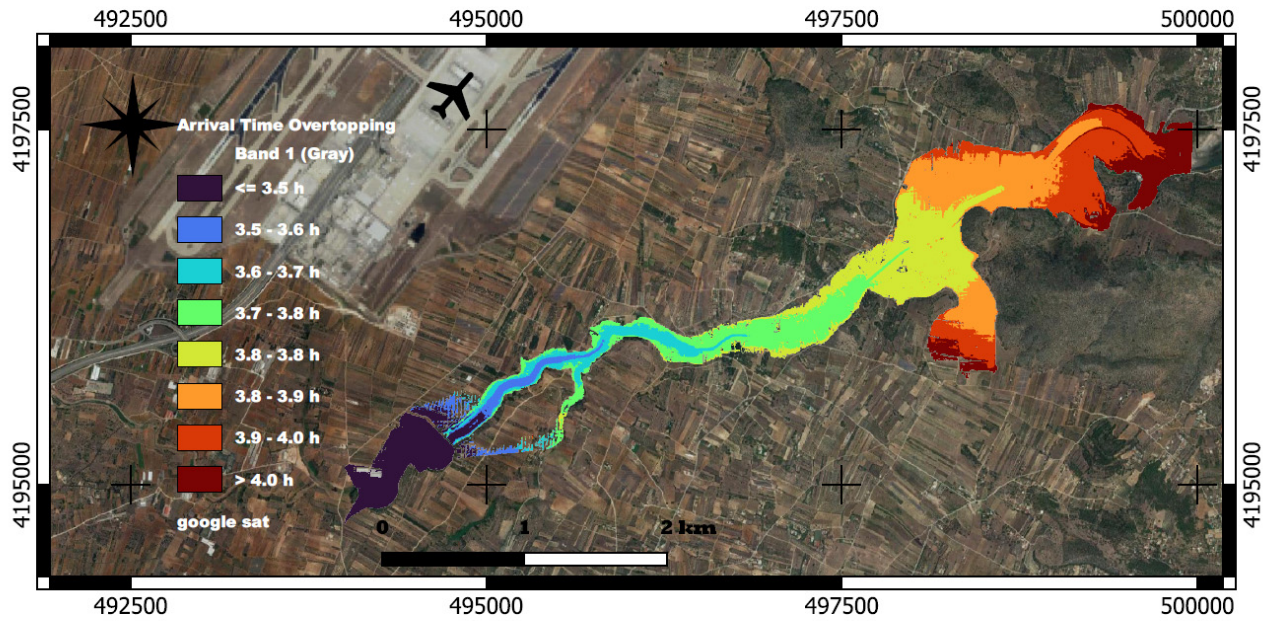 492500 495000 497500 500000
4197500 4197500
Arrival Time Overtopping
Band 1 (Gray)
<= 3.5 h
3.5 - 3.6 h
3.6 - 3.7 h
3.7 - 3.8 h
3.8 - 3.8 h
3.8 - 3.9 h
3.9 - 4.0 h
> 4.0 h
4195000 4195000
google sat
0 1 2 km
492500 495000 497500 500000